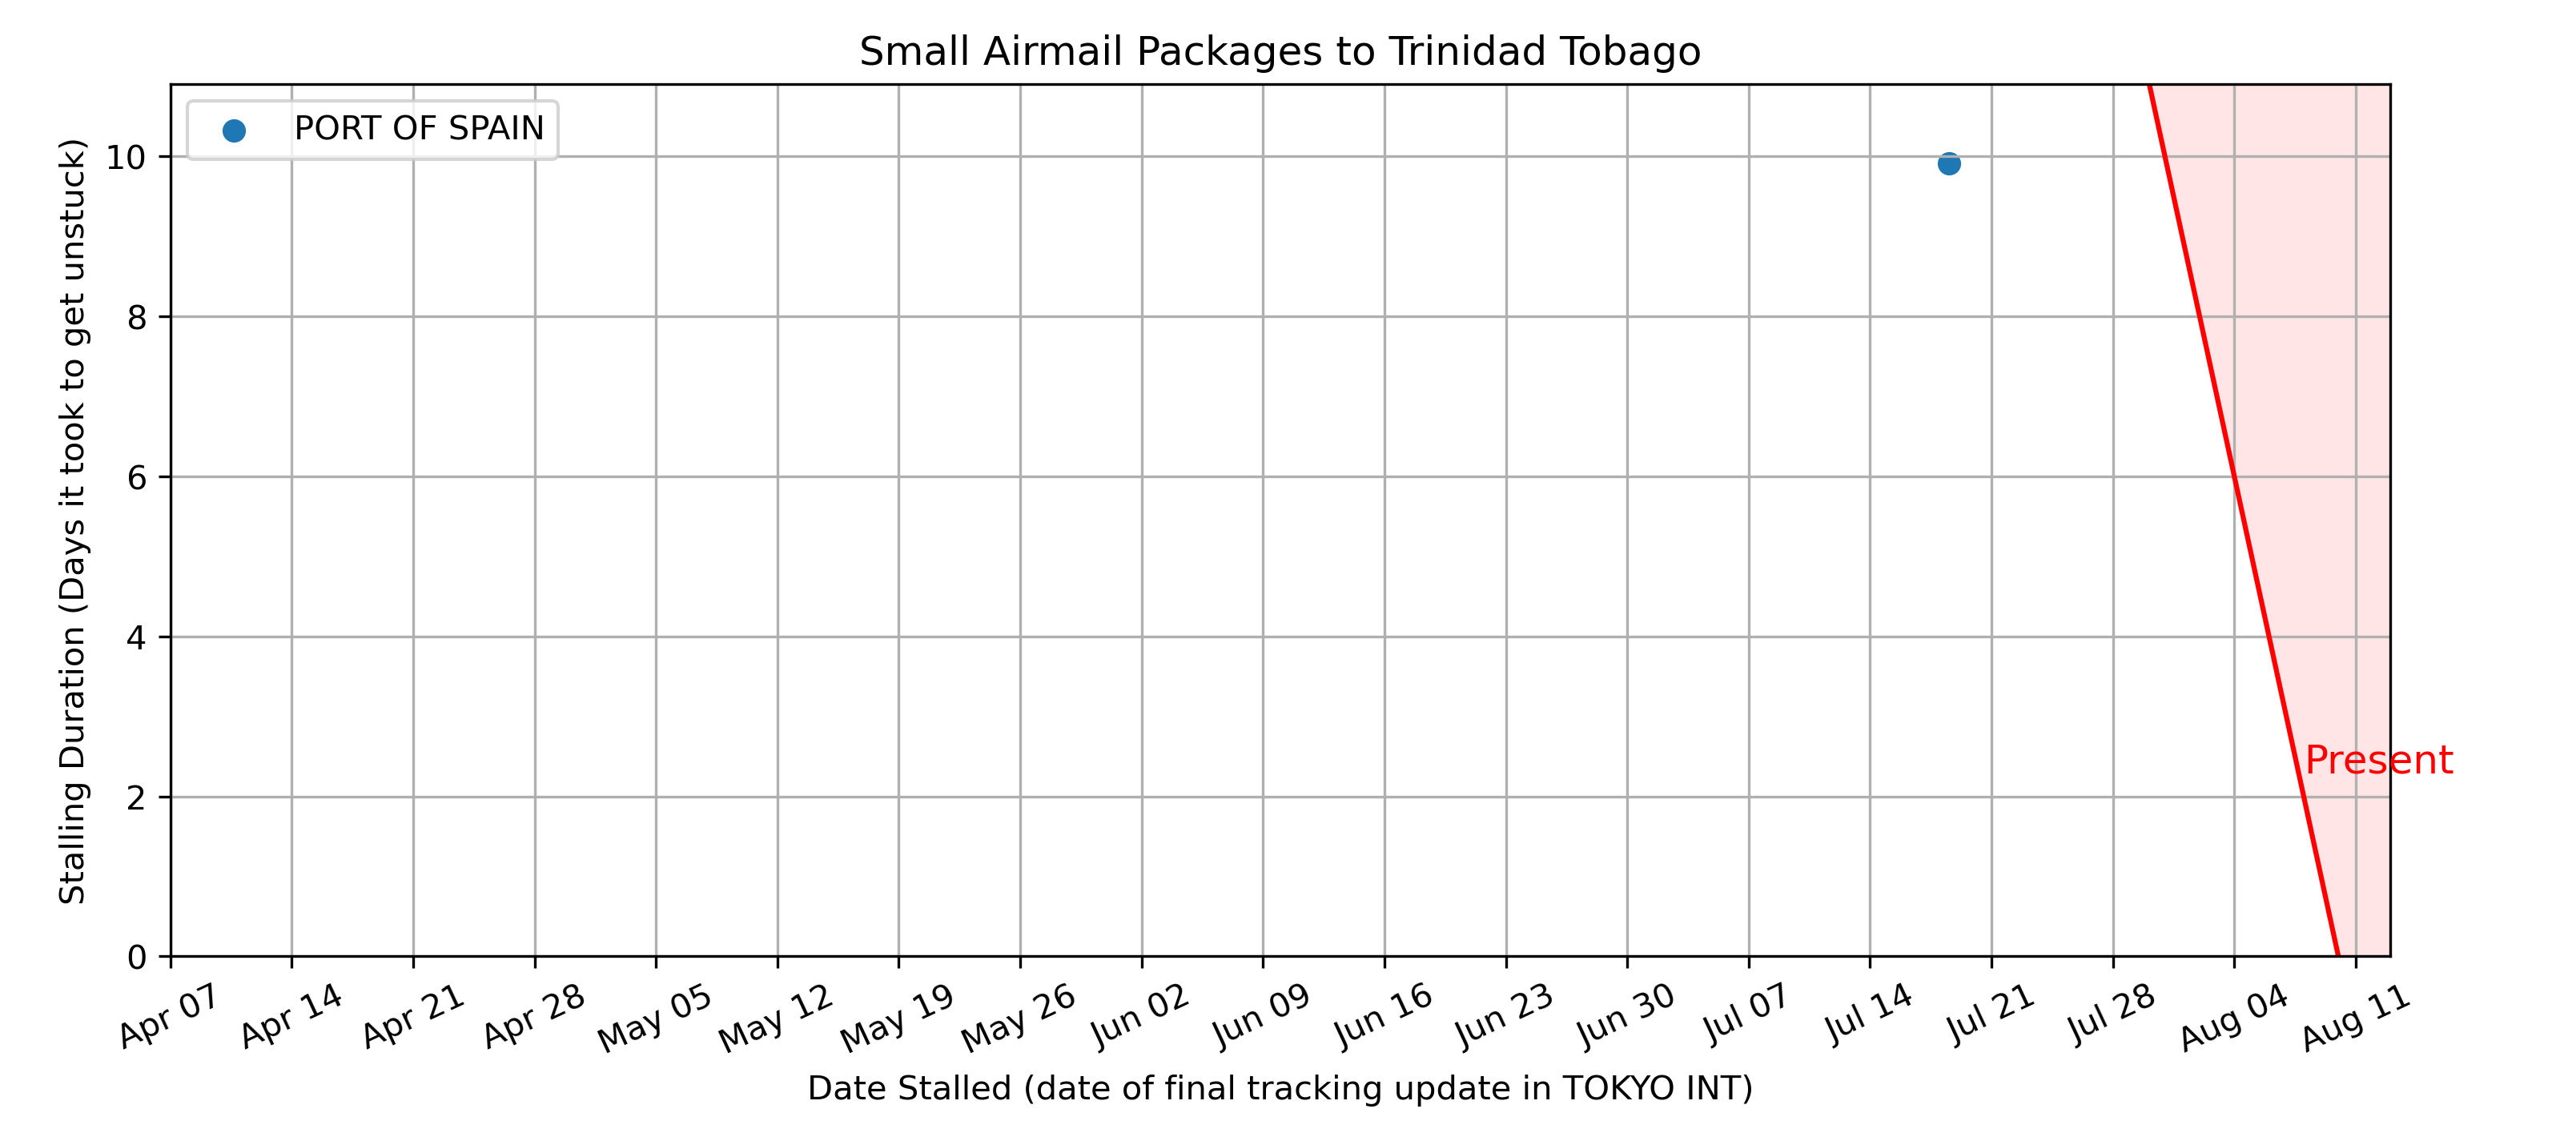 Small Airmail Packages to Trinidad Tobago
PORT OF SPAIN
Stalling Duration (Days it took to get unstuck)
10
8
6
4
2
0
Present
Apr 07
Apr 14
Apr 21
Apr 28
May 05
May 12
May 19
May 26
Jun 02
Jun 09
Jun 16
Jun 23
Jun 30
Jul 07
Jul 14
Jul 21
Jul 28
Aug 04
Aug 11
Date Stalled (date of final tracking update in TOKYO INT)